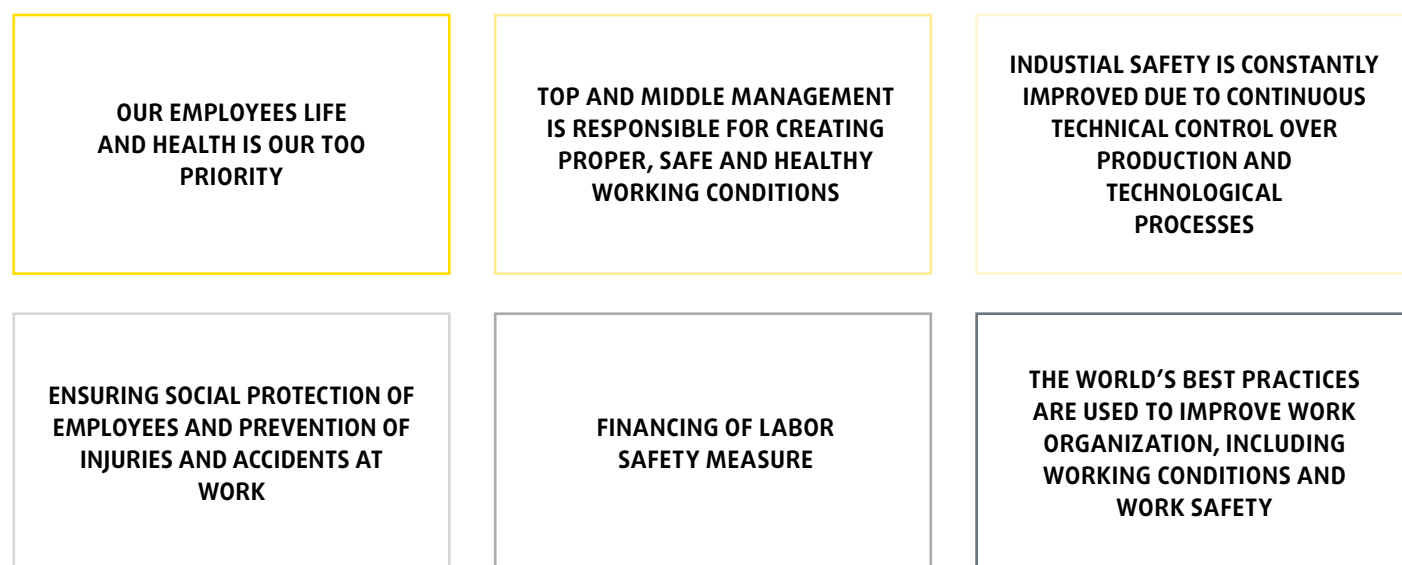 OUR EMPLOYEES LIFE
AND HEALTH IS OUR TOO
PRIORITY
TOP AND MIDDLE MANAGEMENT
IS RESPONSIBLE FOR CREATING
PROPER, SAFE AND HEALTHY
WORKING CONDITIONS
INDUSTIAL SAFETY IS CONSTANTLY
IMPROVED DUE TO CONTINUOUS
TECHNICAL CONTROL OVER
PRODUCTION AND
TECHNOLOGICAL
PROCESSES
ENSURING SOCIAL PROTECTION OF
EMPLOYEES AND PREVENTION OF
INJURIES AND ACCIDENTS AT
WORK
FINANCING OF LABOR
SAFETY MEASURE
THE WORLD’S BEST PRACTICES
ARE USED TO IMPROVE WORK
ORGANIZATION, INCLUDING
WORKING CONDITIONS AND
WORK SAFETY